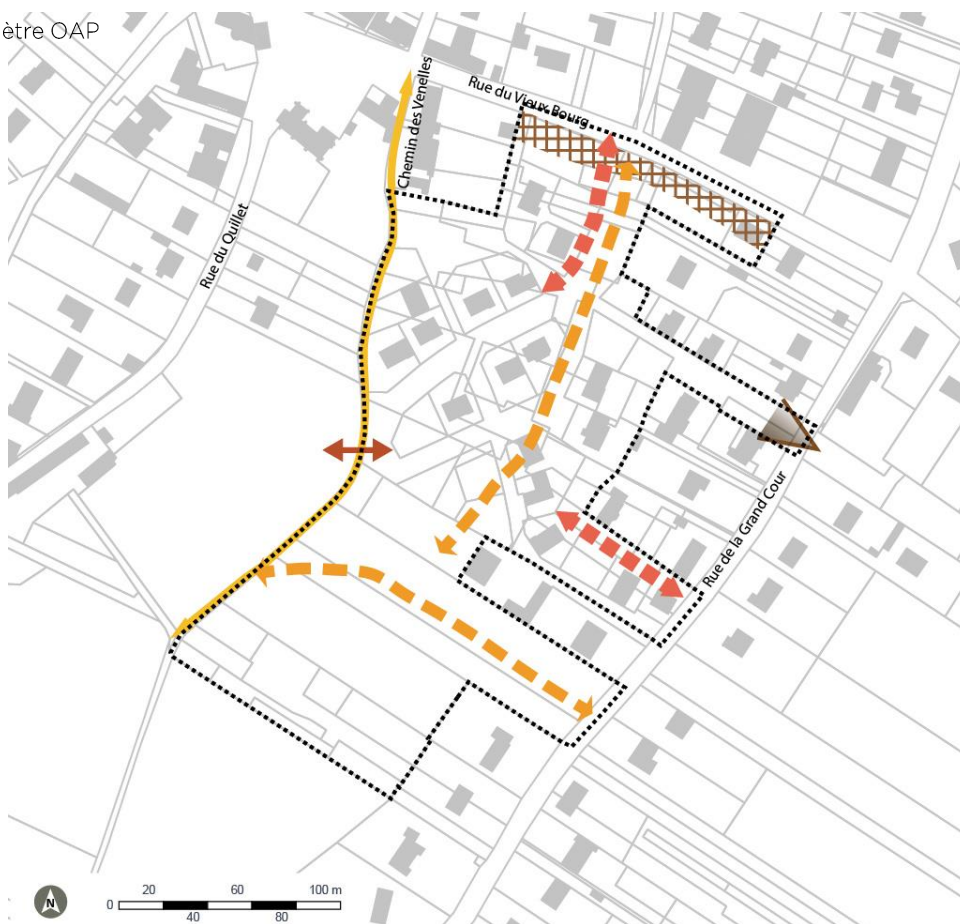 ètre OAP
Chemin des Venelles
Rue du Vieux Bourg
Rue du Quillet
Rue de la Grand Cour
N
0 20 40 60 80 100 m